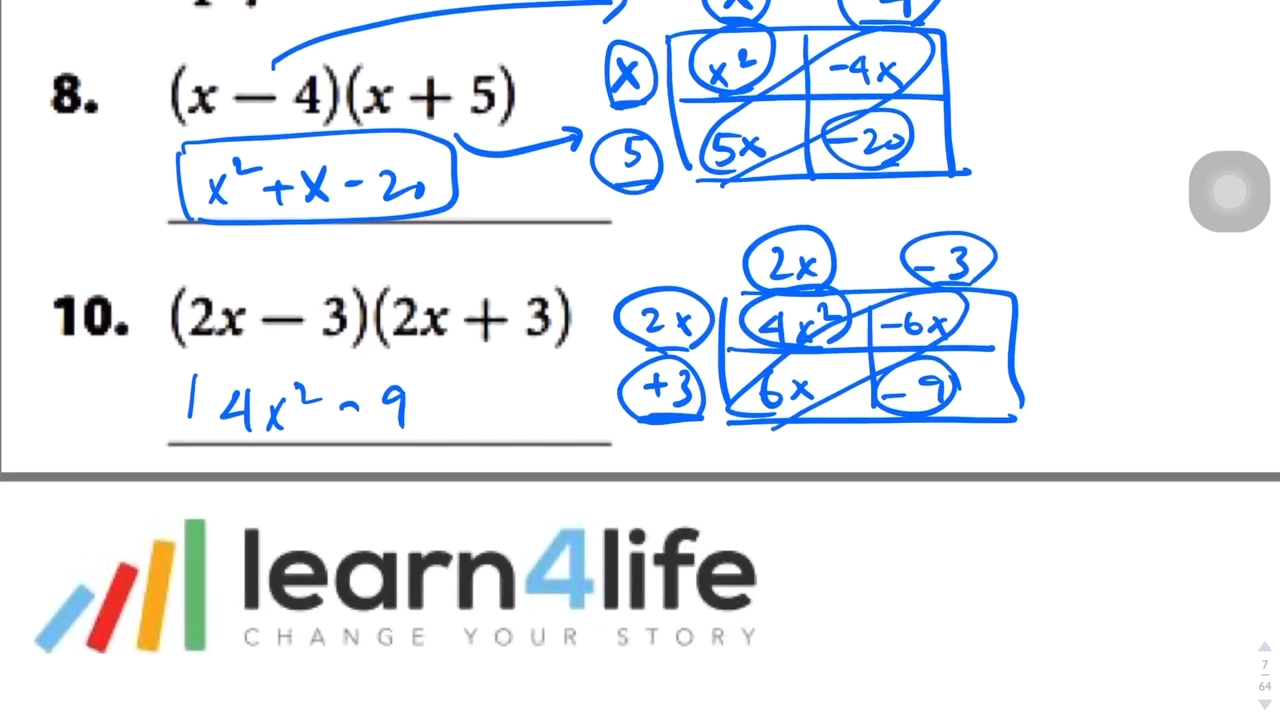 x
8. (x − 4)(x + 5)
x x² -4x
5 5x -20
x² + x - 20
2x - 3
10. (2x − 3)(2x + 3)
2x 4x² -6x
+3 6x -9
4x² - 9
learn4life
CHANGE YOUR STORY
7
64